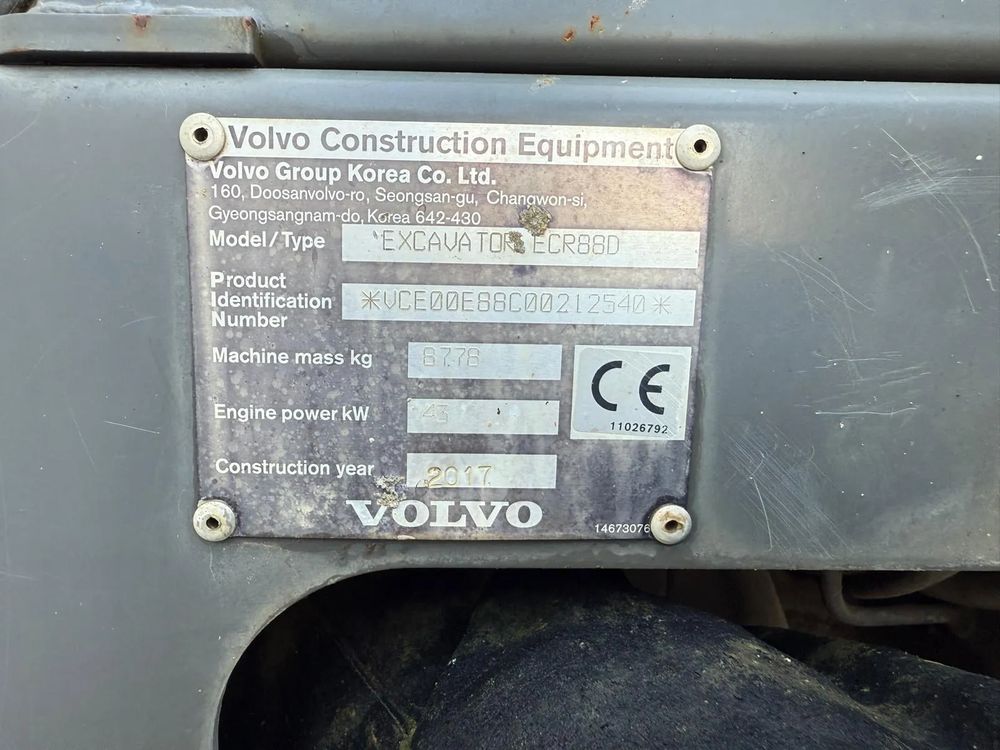 Volvo Construction Equipment
Volvo Group Korea Co. Ltd.
160, Doosanvolvo-ro, Seongsan-gu, Changwon-si,
Gyeongsangnam-do, Korea 642-430
Model/Type EXCAVATOR ECR88D
Product
Identification
Number
*VCE00E88C00212540*
Machine mass kg 8778
Engine power kW 43
CE
11026792
Construction year 2017
VOLVO
14673076